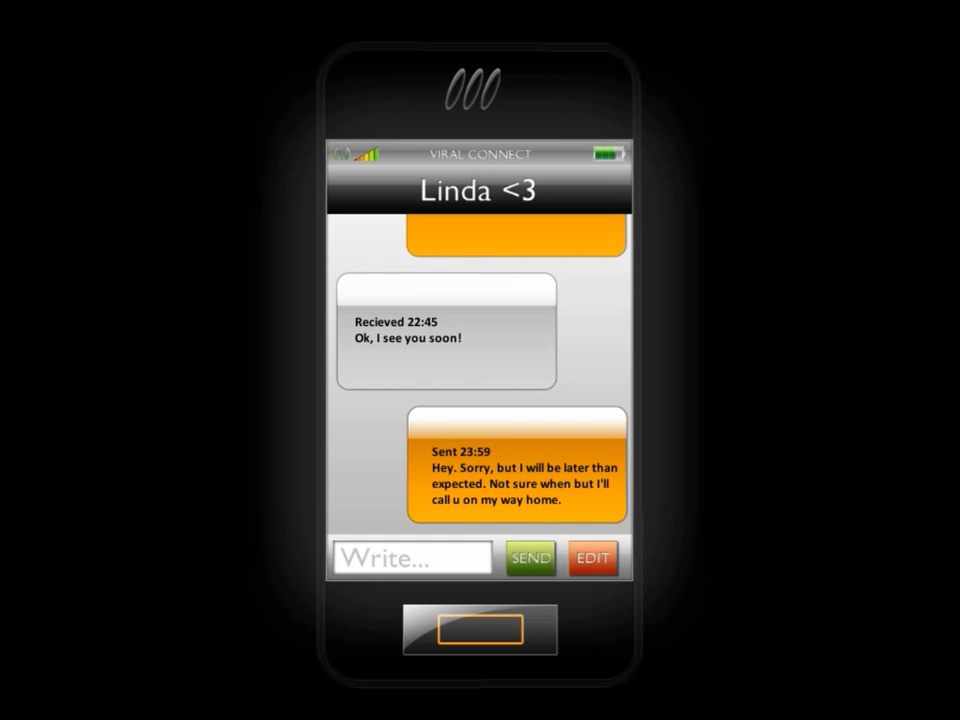 VIRAL CONNECT
Linda <3
Recieved 22:45
Ok, I see you soon!
Sent 23:59
Hey. Sorry, but I will be later than
expected. Not sure when but I'll
call u on my way home.
Write...
SEND
EDIT